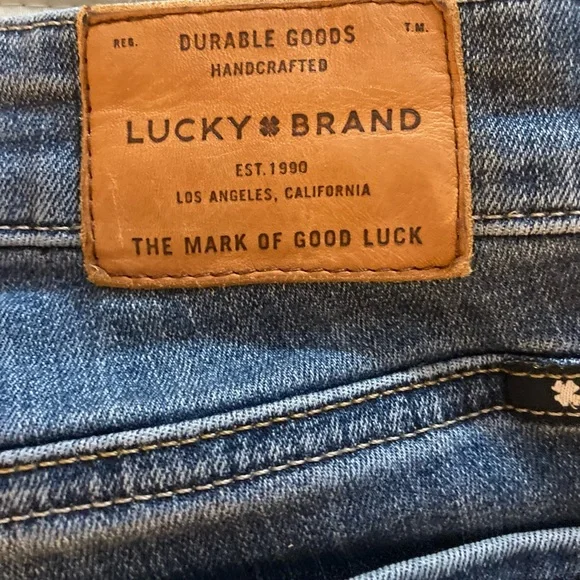 REG. DURABLE GOODS T.M.
HANDCRAFTED
LUCKY BRAND
EST. 1990
LOS ANGELES, CALIFORNIA
THE MARK OF GOOD LUCK